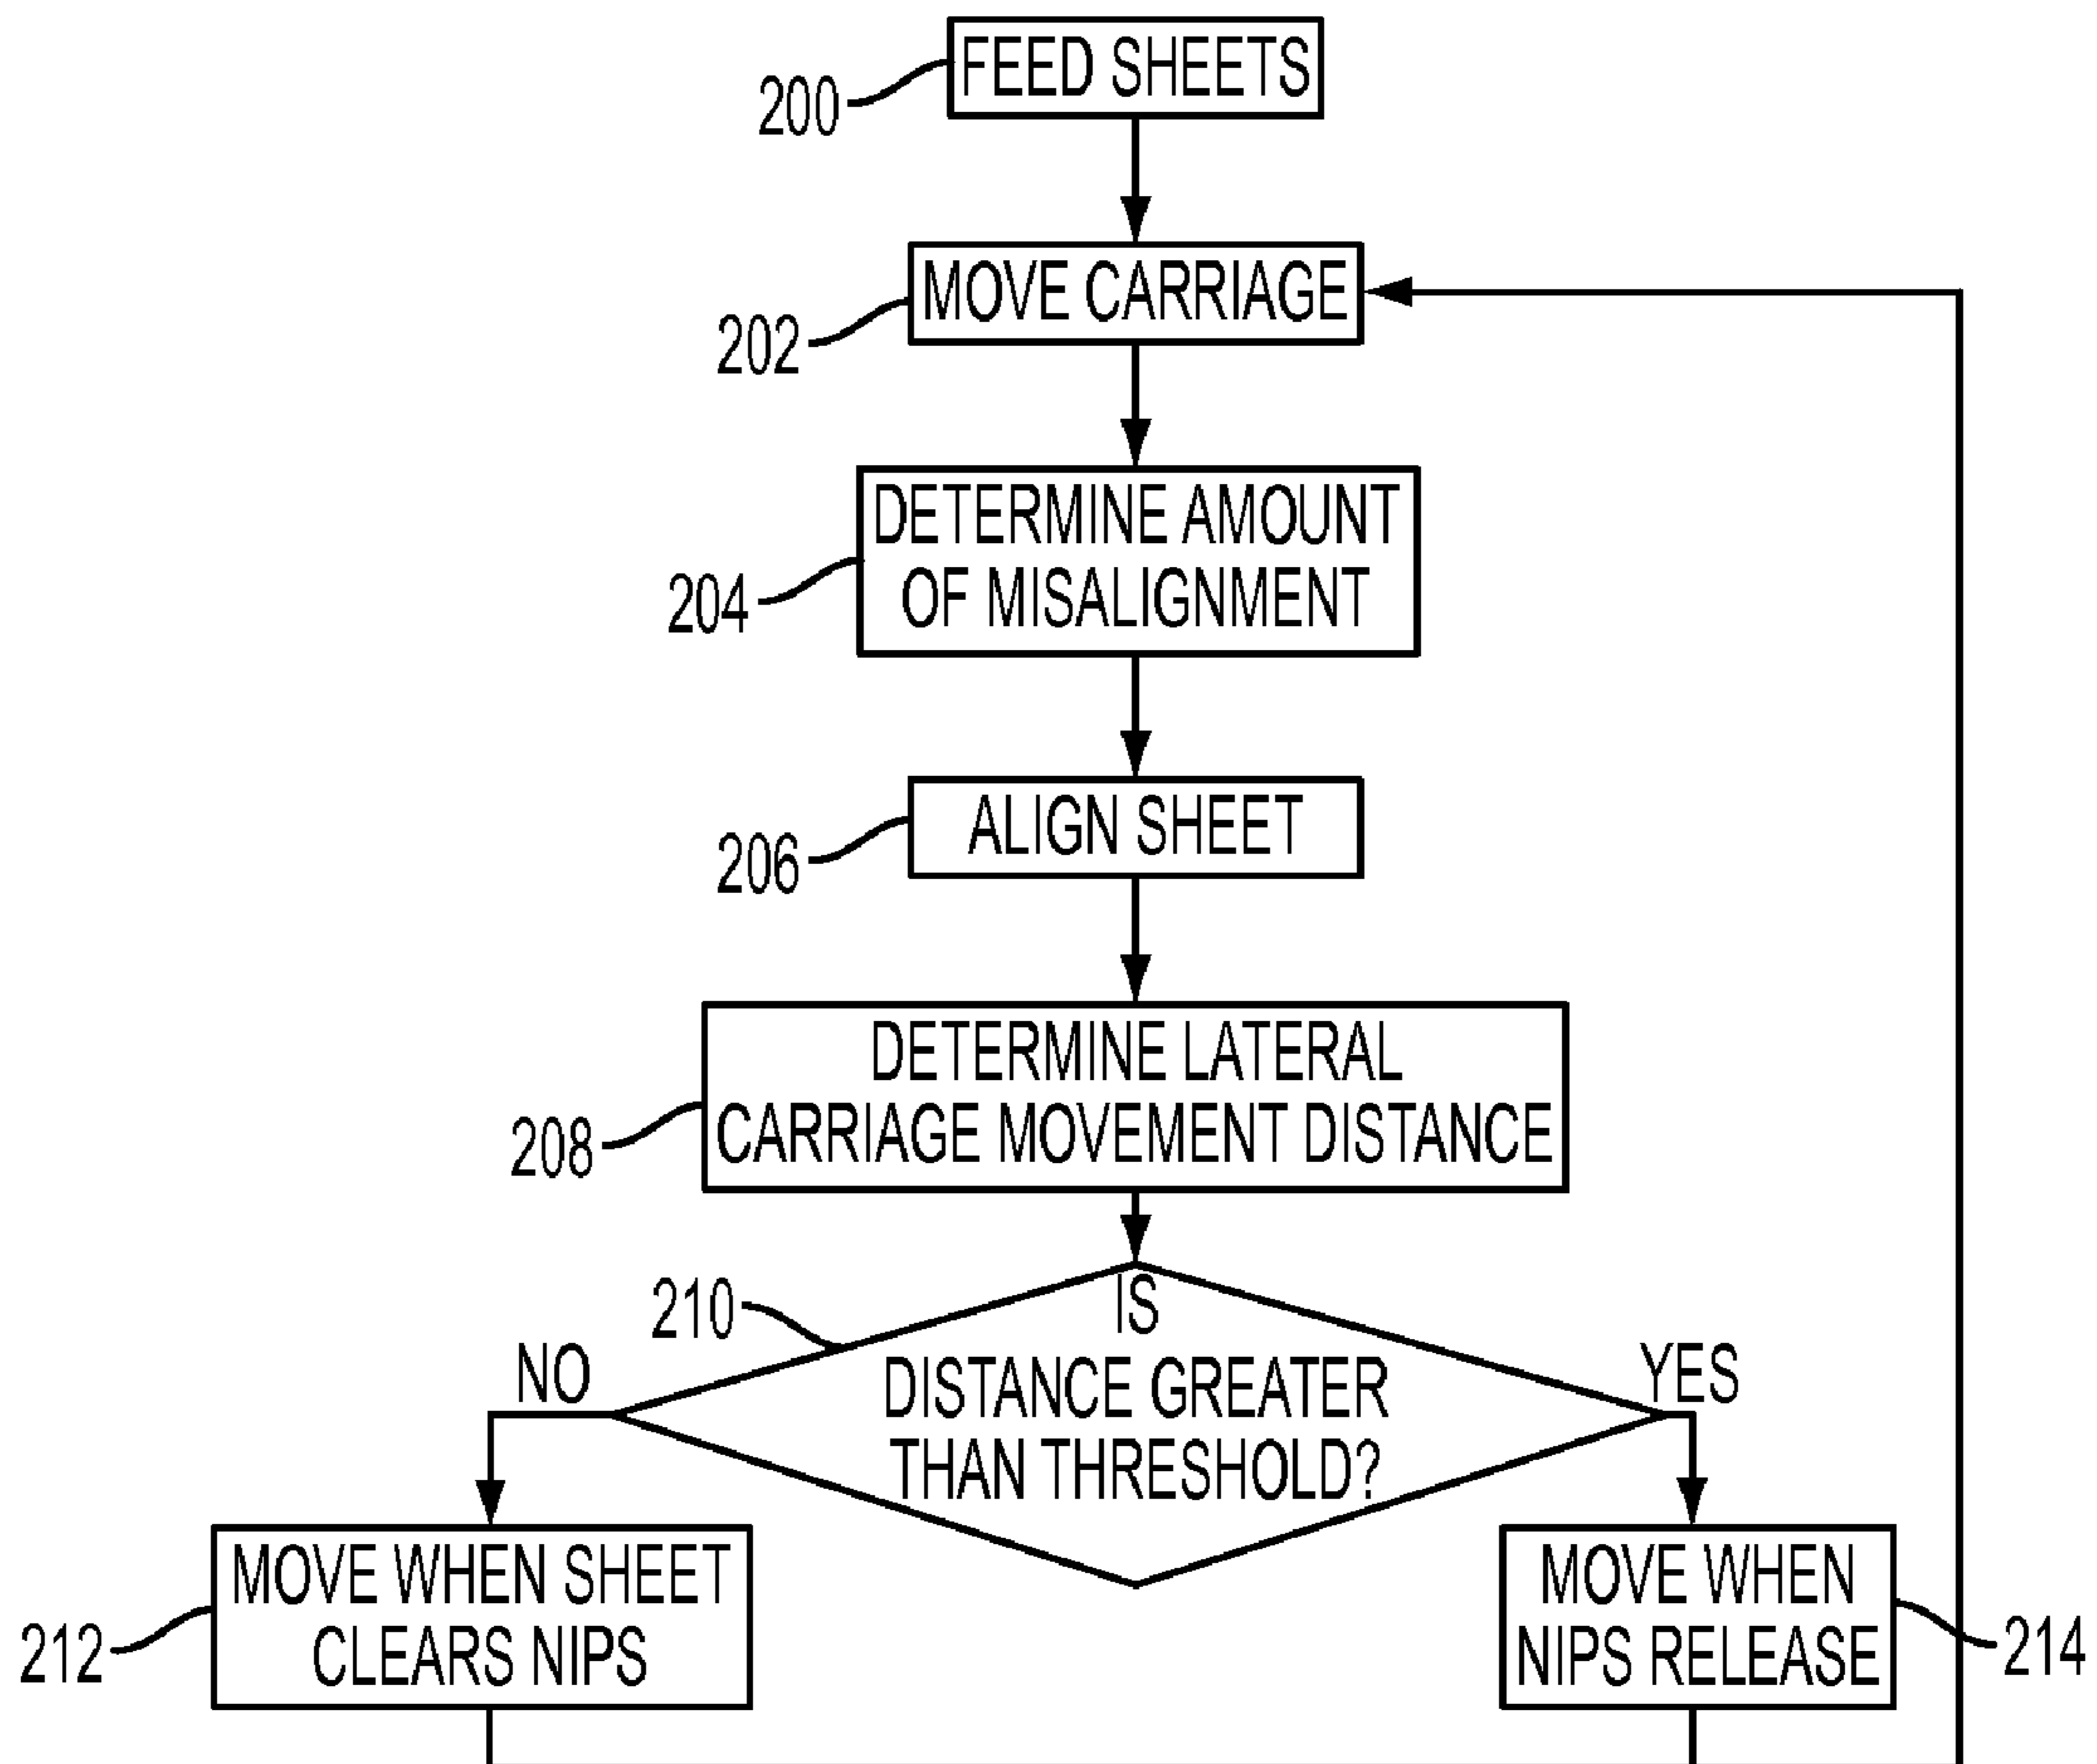 FEED SHEETS
200
MOVE CARRIAGE
202
DETERMINE AMOUNT
OF MISALIGNMENT
204
ALIGN SHEET
206
DETERMINE LATERAL
CARRIAGE MOVEMENT DISTANCE
208
210
IS
DISTANCE GREATER
THAN THRESHOLD?
NO
YES
MOVE WHEN SHEET
CLEARS NIPS
212
MOVE WHEN
NIPS RELEASE
214